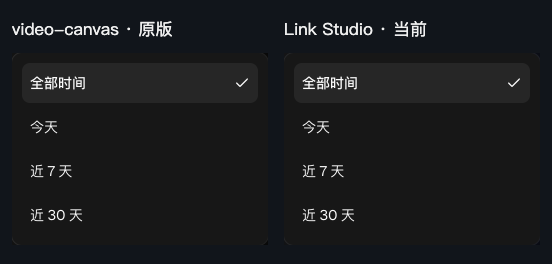 video-canvas · 原版
全部时间
今天
近 7 天
近 30 天
Link Studio · 当前
全部时间
今天
近 7 天
近 30 天